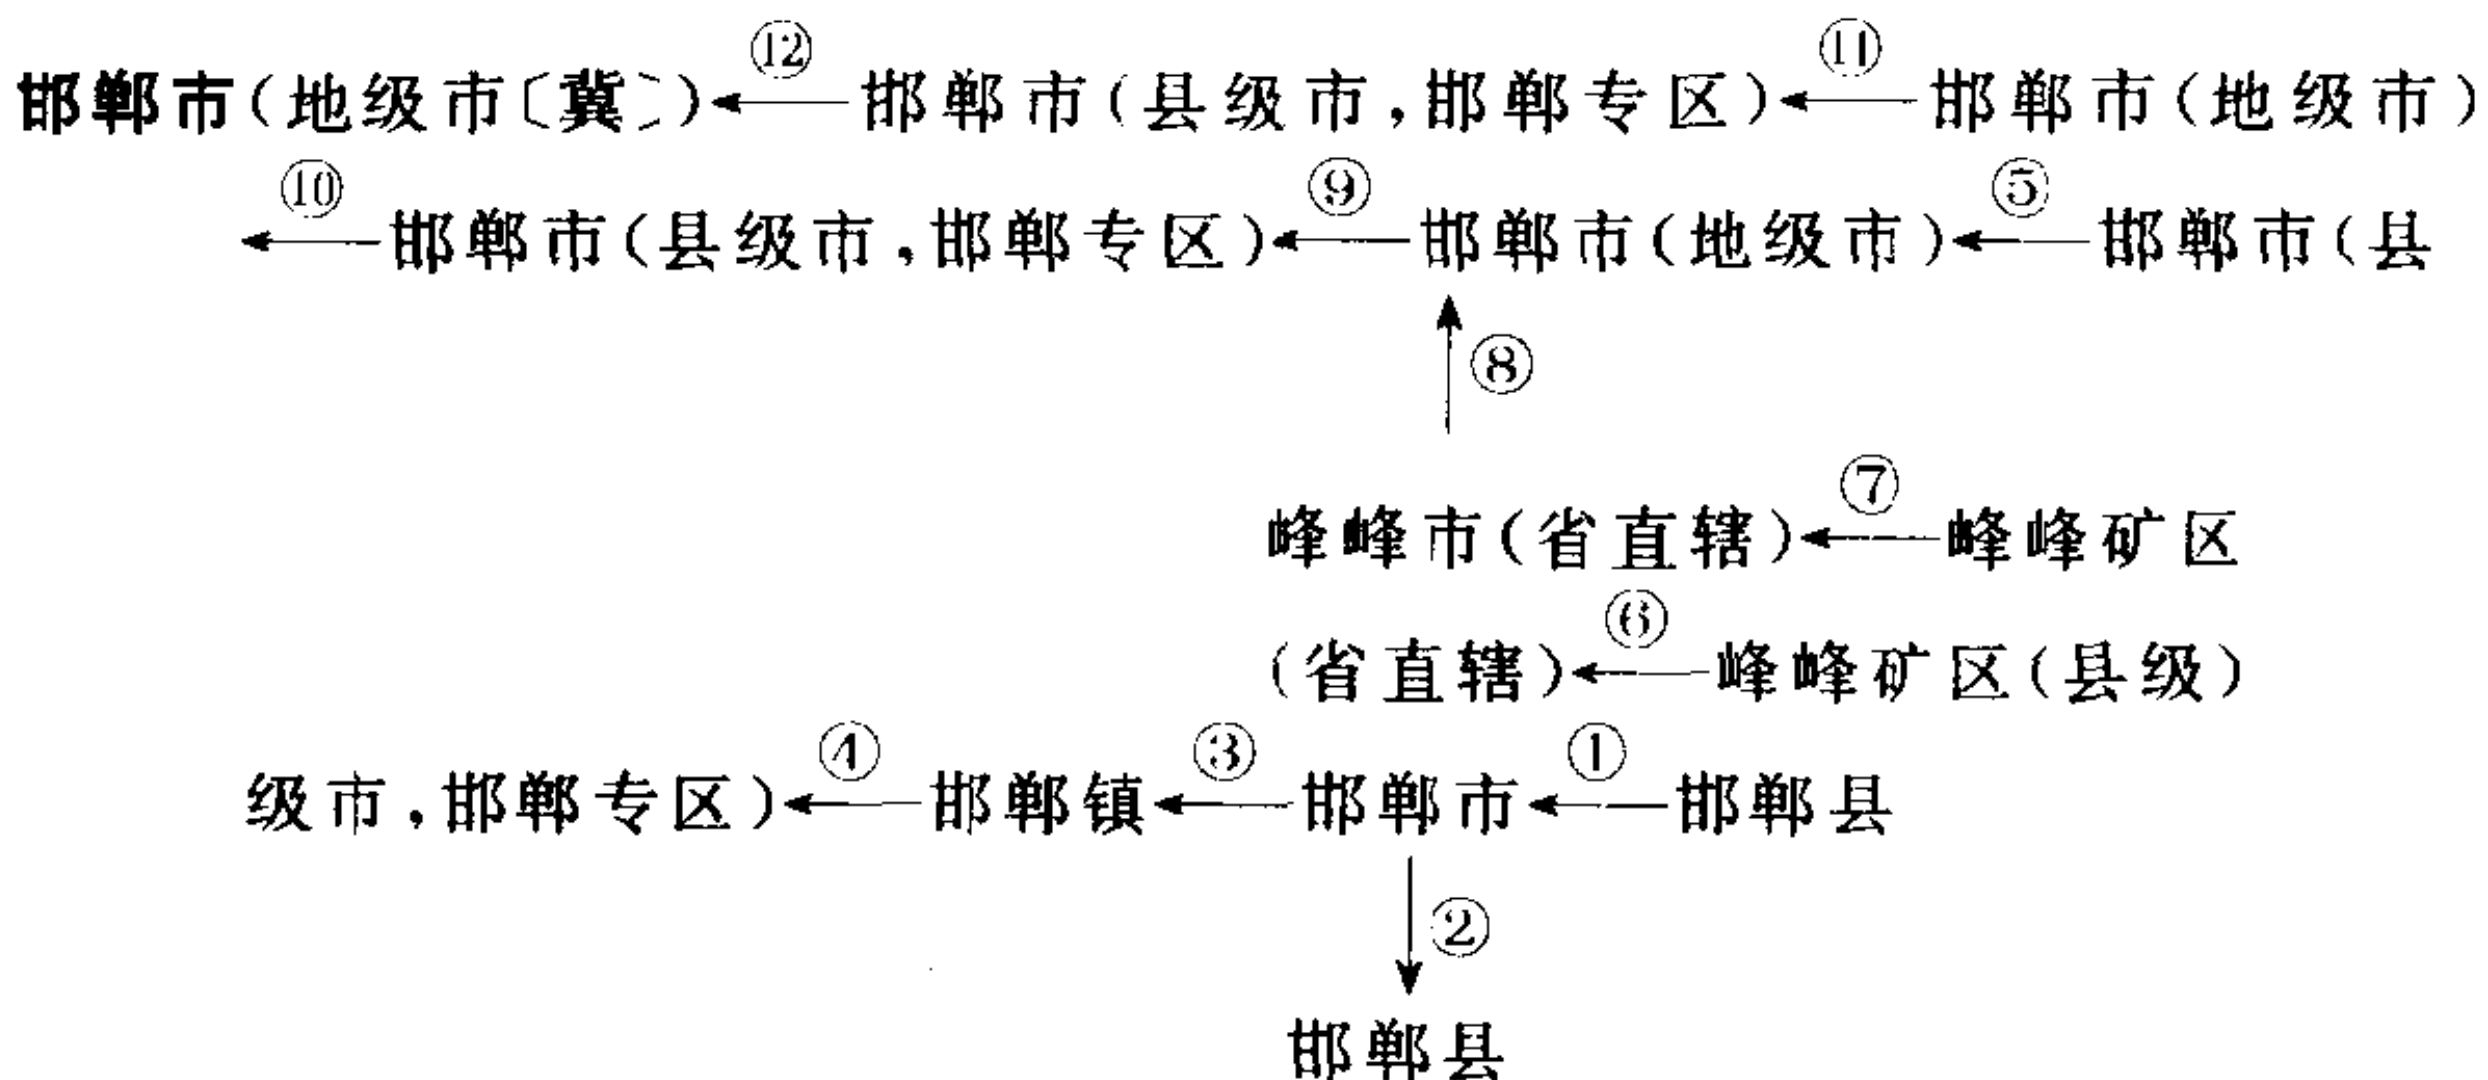 ⑫ ⑪
邯郸市(地级市〔冀〕)←邯郸市(县级市,邯郸专区)←邯郸市(地级市)
⑩ ⑨ ⑤
←邯郸市(县级市,邯郸专区)←邯郸市(地级市)←邯郸市(县
⑧
⑦
峰峰市(省直辖)←峰峰矿区
⑥
(省直辖)←峰峰矿区(县级)
④ ③ ①
级市,邯郸专区)←邯郸镇←邯郸市←邯郸县
②
邯郸县